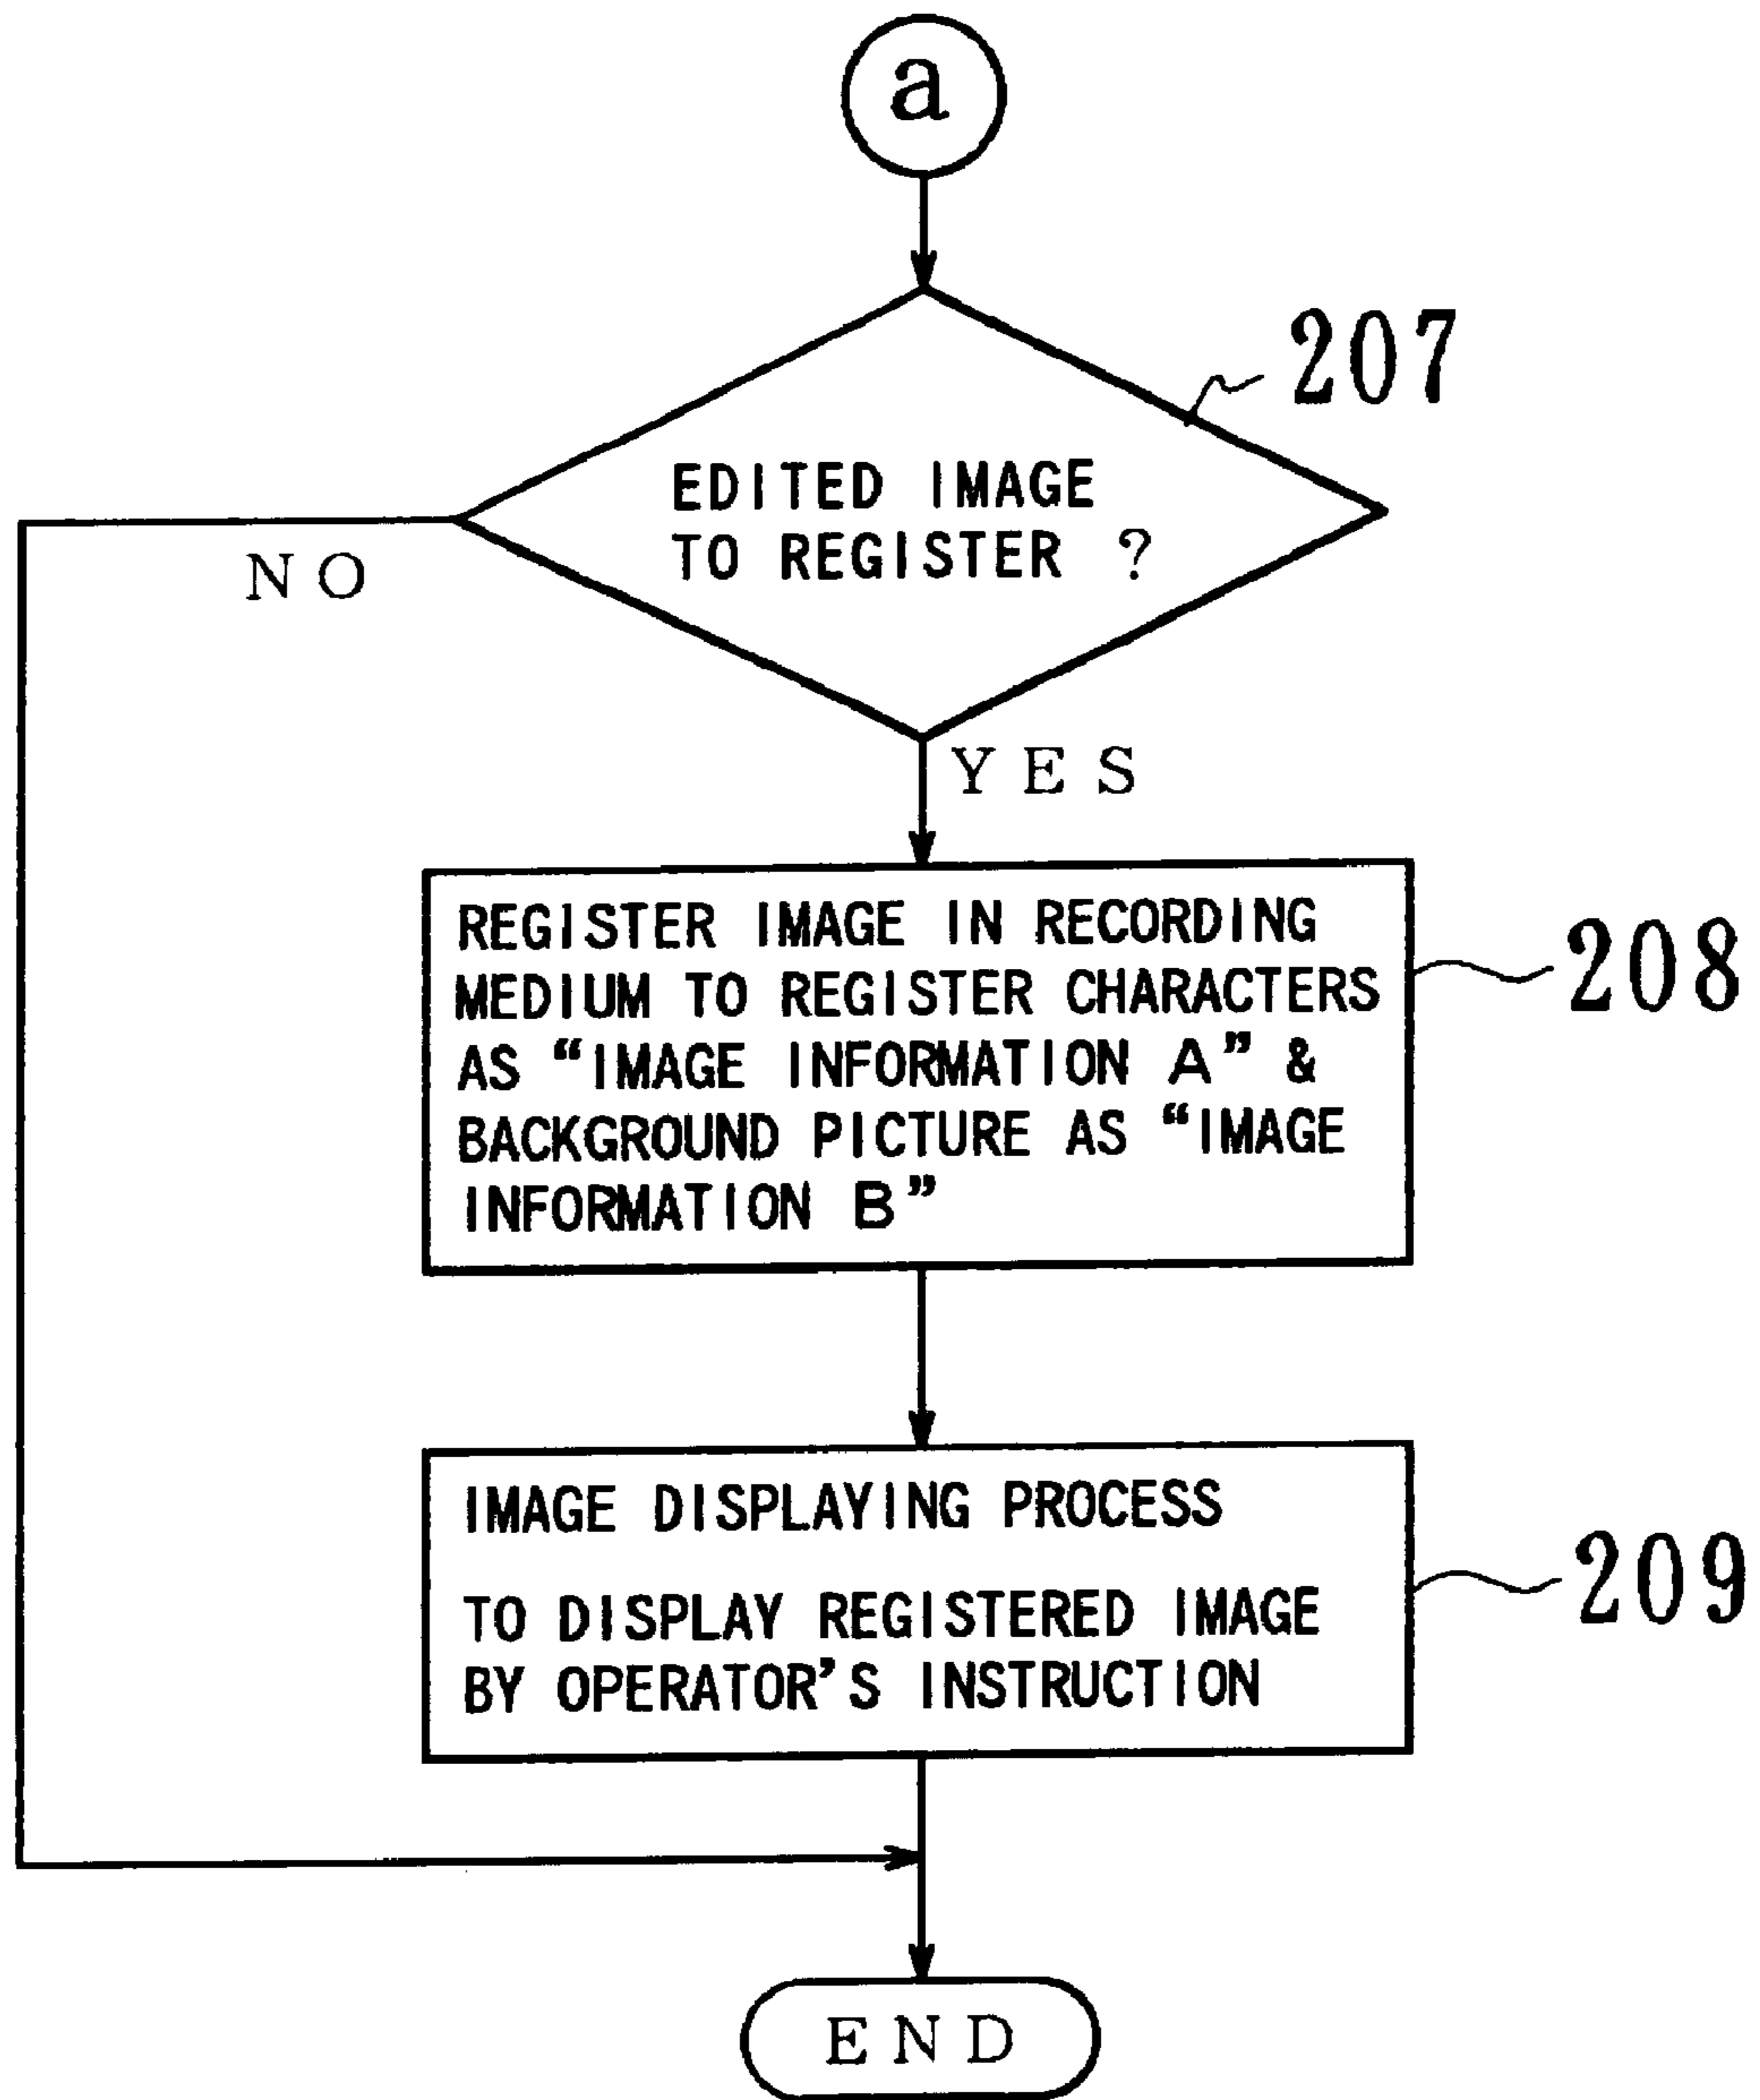 a
207
EDITED IMAGE
TO REGISTER ?
NO
YES
REGISTER IMAGE IN RECORDING
MEDIUM TO REGISTER CHARACTERS
AS “IMAGE INFORMATION A” &
BACKGROUND PICTURE AS “IMAGE
INFORMATION B”
208
IMAGE DISPLAYING PROCESS
TO DISPLAY REGISTERED IMAGE
BY OPERATOR’S INSTRUCTION
209
END